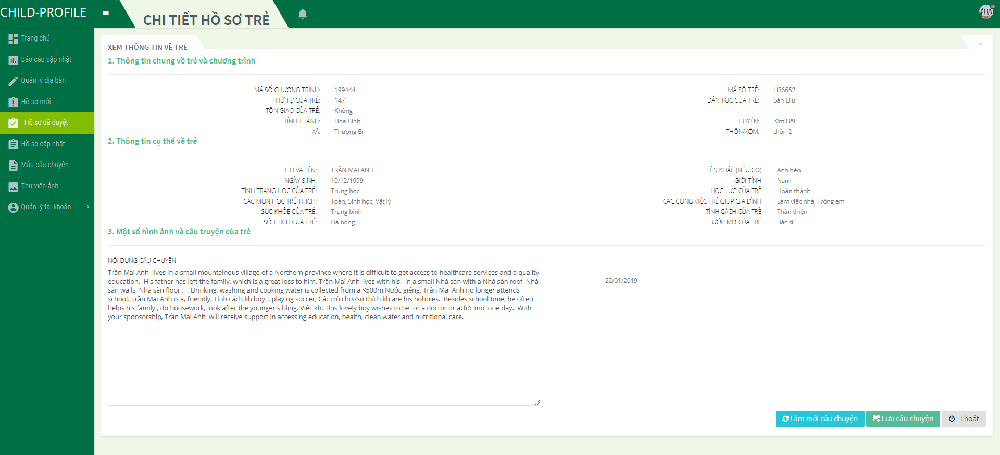 CHILD-PROFILE
CHI TIẾT HỒ SƠ TRẺ
;
Trang chủ
Báo cáo cập nhật
Quản lý địa bàn
Hồ sơ mới
Hồ sơ đã duyệt
Hồ sơ cập nhật
Mẫu câu chuyện
Thư viện ảnh
Quản lý tài khoản
XEM THÔNG TIN VỀ TRẺ
1. Thông tin chung về trẻ và chương trình
MÃ SỐ CHƯƠNG TRÌNH: 199444 MÃ SỐ TRẺ: H36652
THỨ TỰ CỦA TRẺ: 147 DÂN TỘC CỦA TRẺ: Sán Dìu
TÔN GIÁO CỦA TRẺ: Không
TỈNH THÀNH: Hòa Bình HUYỆN: Kim Bôi
XÃ: Thượng Bì THÔN/XÓM: thôn 2
2. Thông tin cụ thể về trẻ
HỌ VÀ TÊN: TRẦN MAI ANH TÊN KHÁC (NẾU CÓ): Anh béo
NGÀY SINH: 10/12/1999 GIỚI TÍNH: Nam
TÌNH TRẠNG HỌC CỦA TRẺ: Trung học HỌC LỰC CỦA TRẺ: Hoàn thành
CÁC MÔN HỌC TRẺ THÍCH: Toán, Sinh học, Vật lý CÁC CÔNG VIỆC TRẺ GIÚP GIA ĐÌNH: Làm việc nhà, Trông em
SỨC KHỎE CỦA TRẺ: Trung bình TÍNH CÁCH CỦA TRẺ: Thân thiện
SỞ THÍCH CỦA TRẺ: Đá bóng ƯỚC MƠ CỦA TRẺ: Bác sĩ
3. Một số hình ảnh và câu truyện của trẻ
NỘI DUNG CÂU CHUYỆN
Trần Mai Anh  lives in a small mountainous village of a Northern province where it is difficult to get access to healthcare services and a quality
education.  His father has left the family, which is a great loss to him. Trần Mai Anh lives with his,  in a small Nhà sàn with a Nhà sàn roof, Nhà
sàn walls, Nhà sàn floor .  . Drinking, washing and cooking water is collected from a <500m Nước giếng. Trần Mai Anh no longer attends
school. Trần Mai Anh is a, friendly, Tính cách kh boy. , playing soccer, Các trò chơi/sở thích kh are his hobbies.  Besides school time, he often
helps his family , do housework, look after the younger sibling, Việc kh. This lovely boy wishes to be  or a doctor or aƯớc mơ  one day.  With
your sponsorship, Trần Mai Anh  will receive support in accessing education, health, clean water and nutritional care.
22/01/2019
Làm mới câu chuyện Lưu câu chuyện Thoát